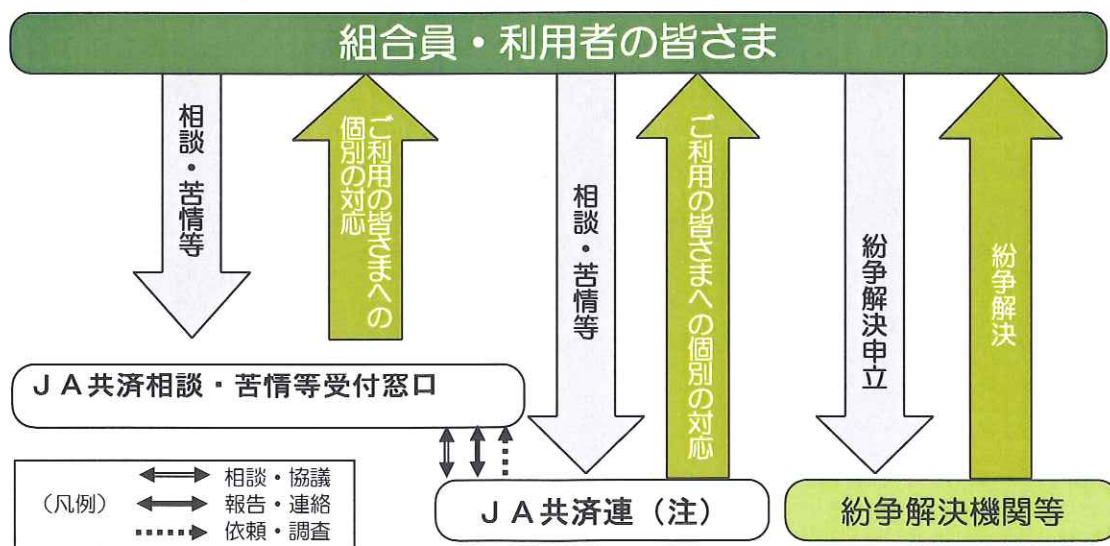 組合員・利用者の皆さま
相談・苦情等
ご利用の皆さまへの
個別の対応
相談・苦情等
ご利用の皆さまへの個別の対応
紛争解決申立
紛争解決
JA共済相談・苦情等受付窓口
(凡例)
相談・協議
報告・連絡
依頼・調査
JA共済連(注)
紛争解決機関等